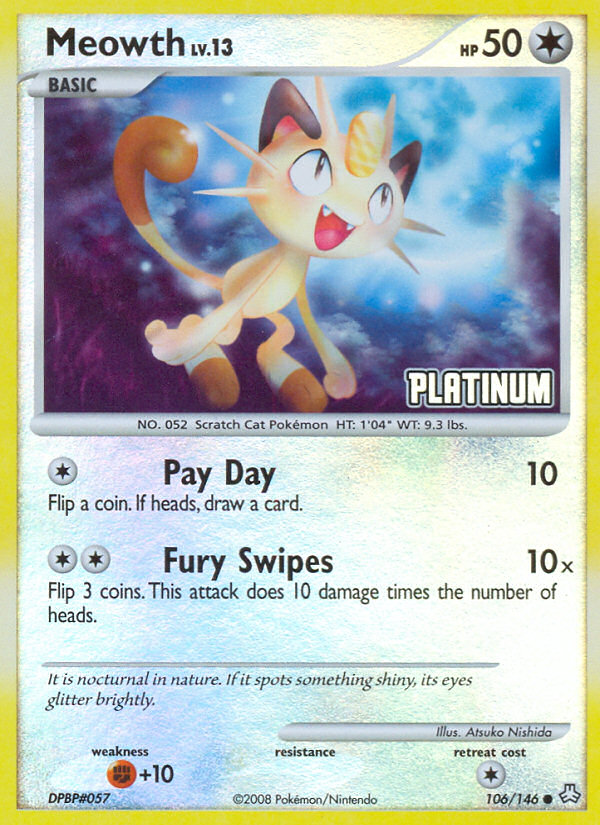 Meowth LV.13
HP 50
BASIC
PLATINUM
NO. 052 Scratch Cat Pokémon HT: 1'04" WT: 9.3 lbs.
Pay Day 10
Flip a coin. If heads, draw a card.
Fury Swipes 10x
Flip 3 coins. This attack does 10 damage times the number of
heads.
It is nocturnal in nature. If it spots something shiny, its eyes
glitter brightly.
Illus. Atsuko Nishida
weakness resistance retreat cost
+10
DPBP#057 ©2008 Pokémon/Nintendo 106/146